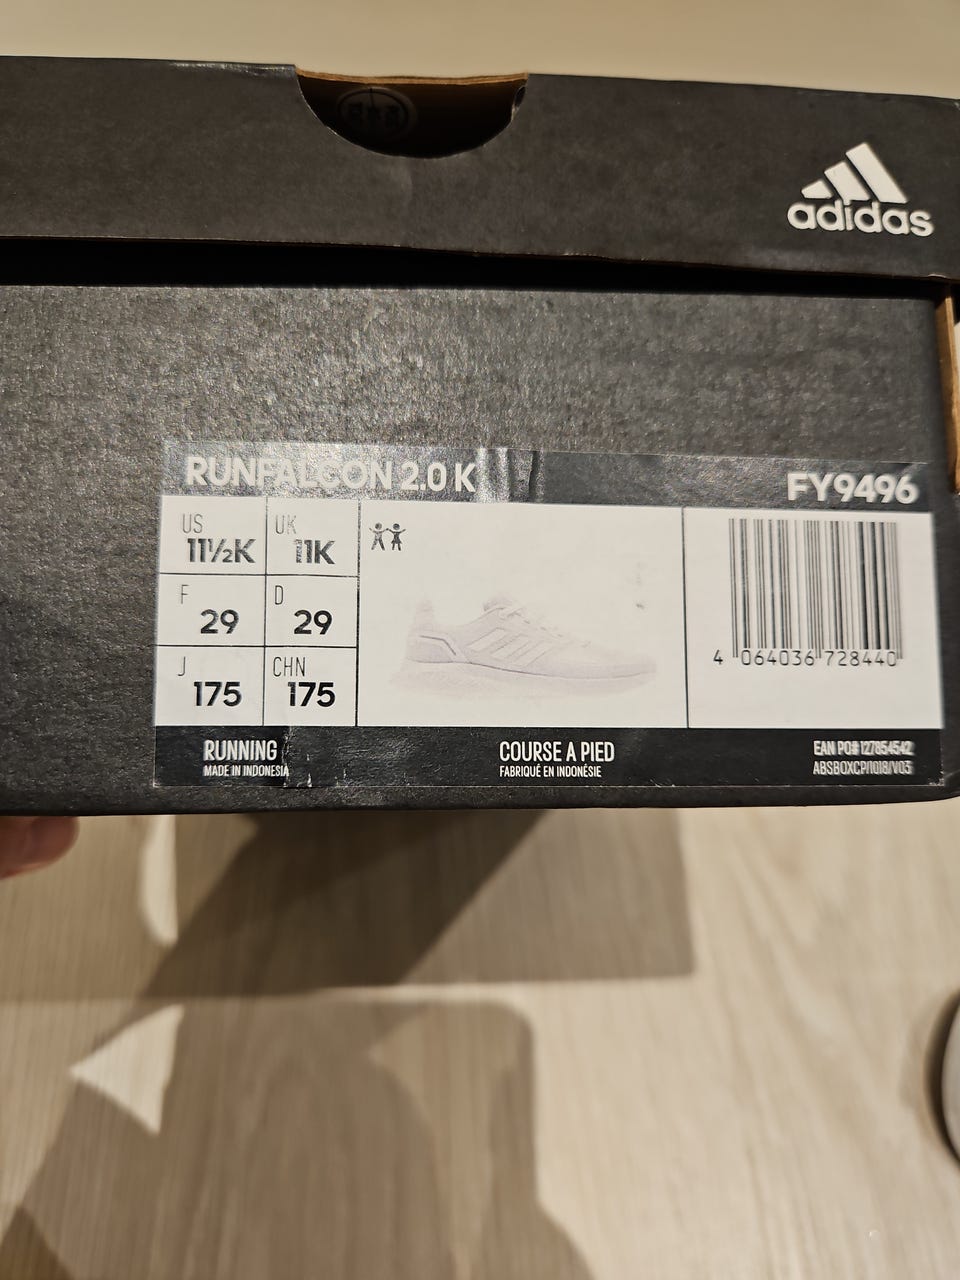 adidas
RUNFALCON 2.0 K
FY9496
US
11½K
UK
11K
F
29
D
29
J
175
CHN
175
4 064036 728440
RUNNING
MADE IN INDONESIA
COURSE A PIED
FABRIQUÉ EN INDONÉSIE
EAN PO# 127854542
ABSBOXCP/1018/V03